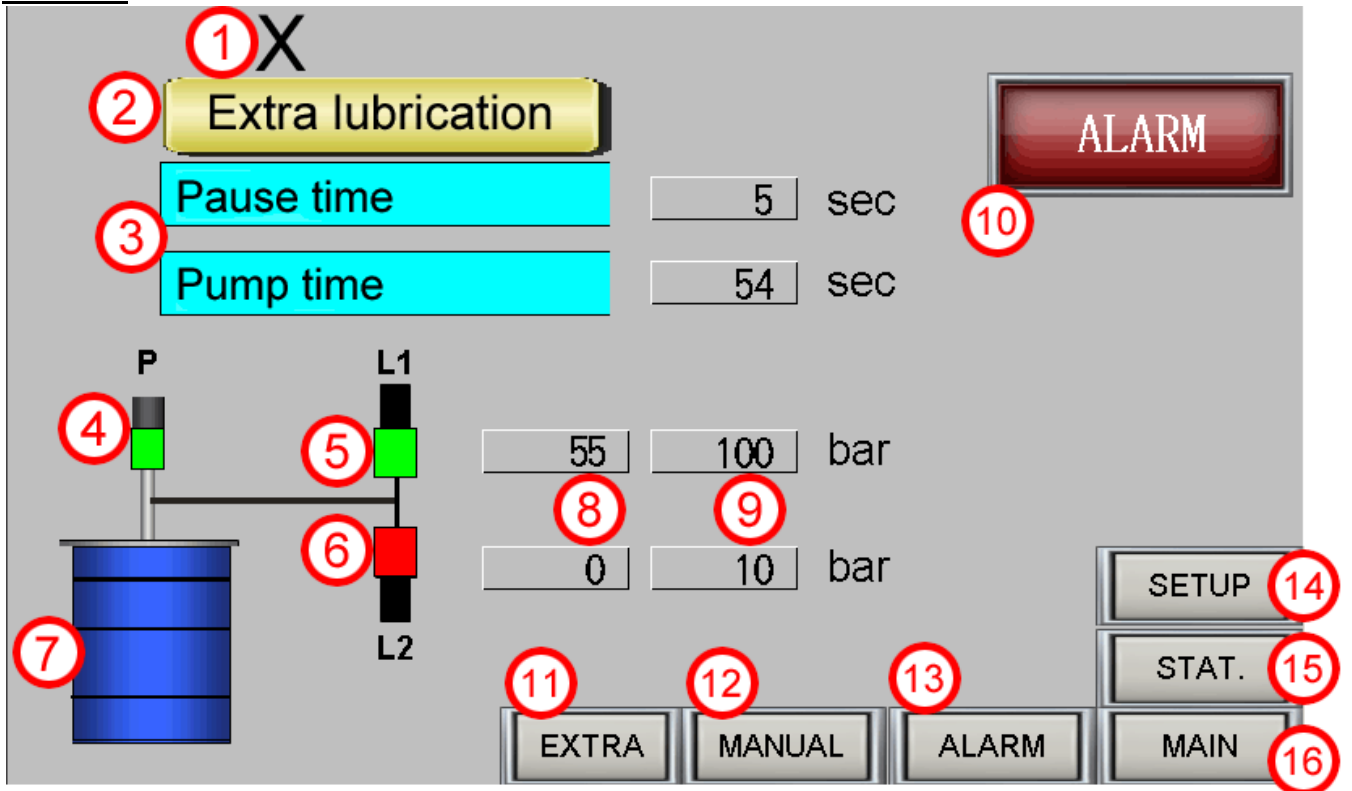 1 X
2 Extra lubrication
ALARM
3 Pause time 5 sec
10
Pump time 54 sec
P L1
4 5 55 100 bar
8 9
6 0 10 bar
7 L2
SETUP 14
STAT. 15
11 12 13
EXTRA MANUAL ALARM MAIN 16